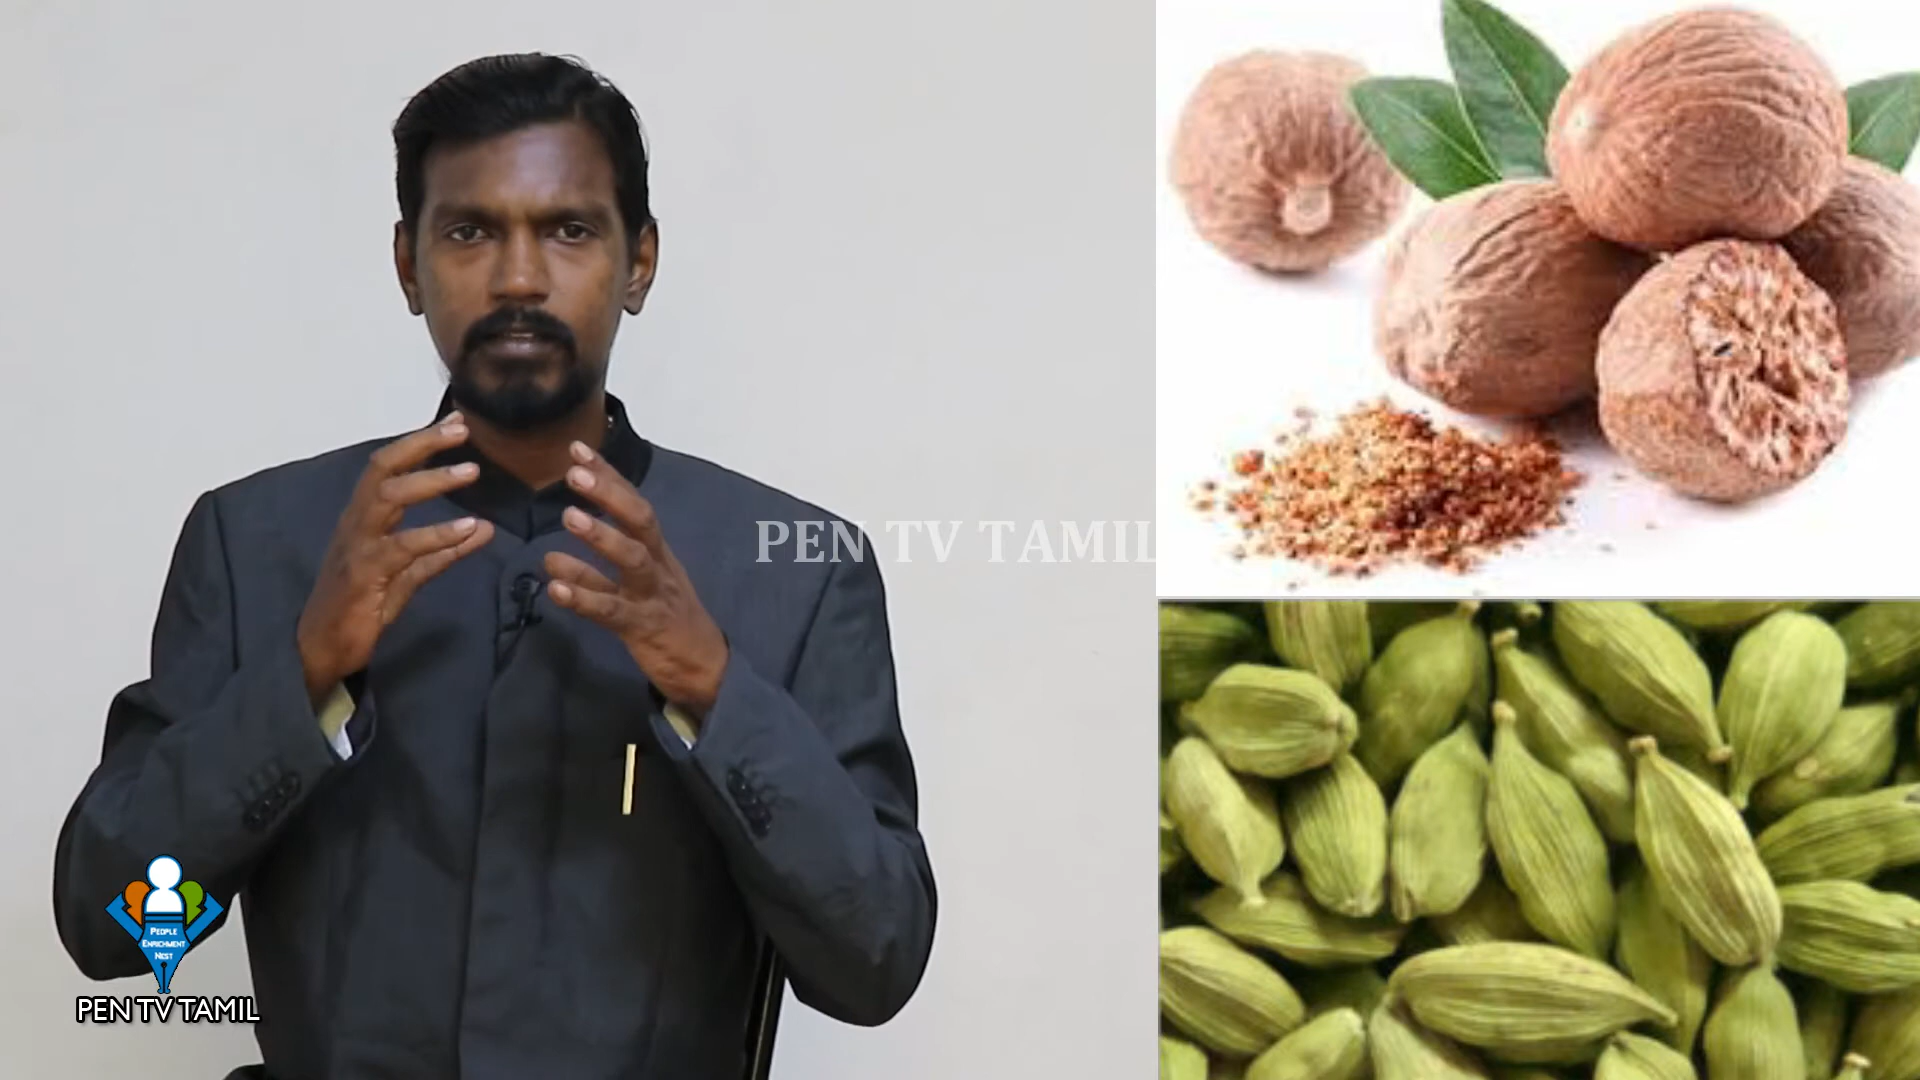 PEN TV TAMIL
PEOPLE
ENRICHMENT
NEST
PEN TV TAMIL